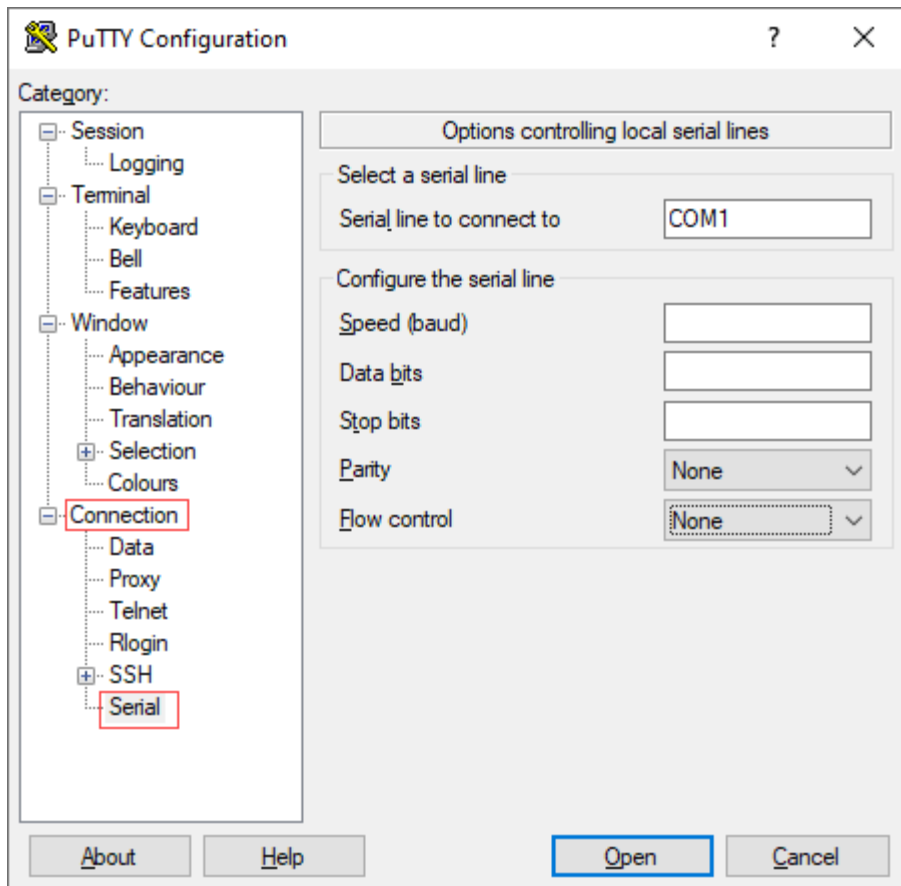 PuTTY Configuration
?
Category:
Session
Logging
Terminal
Keyboard
Bell
Features
Window
Appearance
Behaviour
Translation
Selection
Colours
Connection
Data
Proxy
Telnet
Rlogin
SSH
Serial
Options controlling local serial lines
Select a serial line
Serial line to connect to COM1
Configure the serial line
Speed (baud)
Data bits
Stop bits
Parity None
Flow control None
About Help Open Cancel